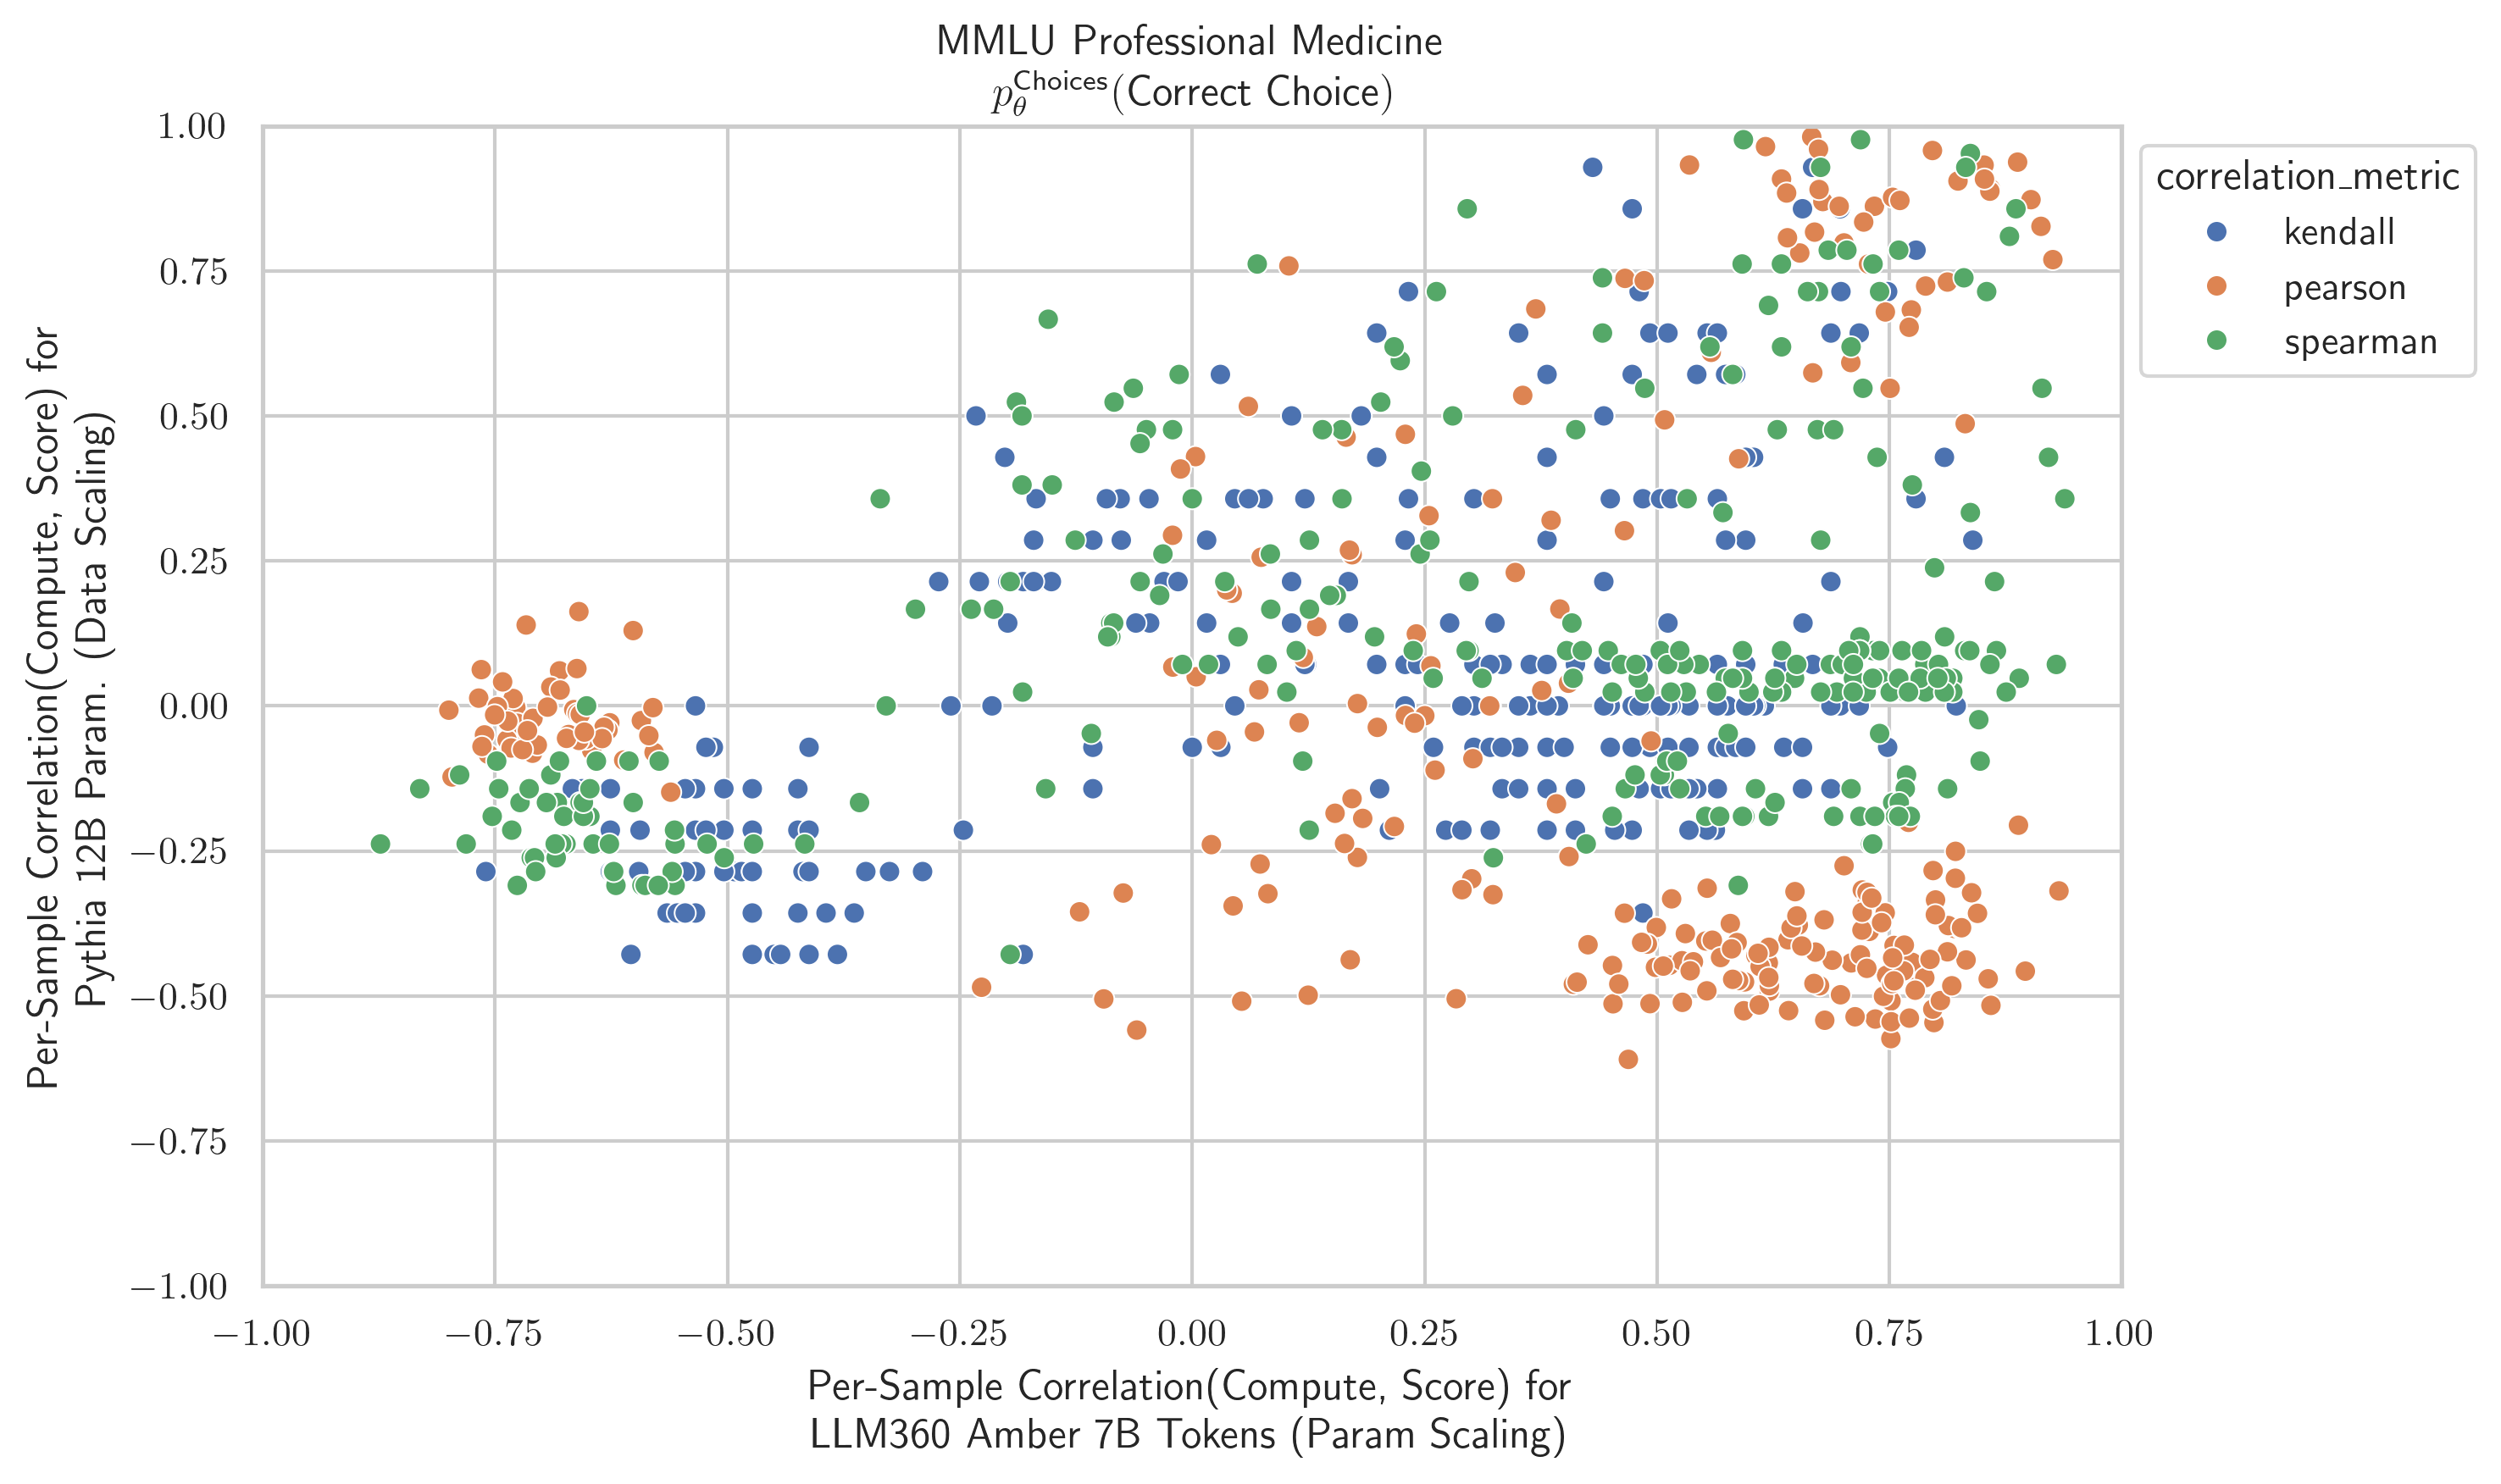 MMLU Professional Medicine
p_θ^Choices(Correct Choice)
1.00
0.75
0.50
0.25
0.00
−0.25
−0.50
−0.75
−1.00
Per-Sample Correlation(Compute, Score) for
Pythia 12B Param. (Data Scaling)
correlation_metric
kendall
pearson
spearman
−1.00
−0.75
−0.50
−0.25
0.00
0.25
0.50
0.75
1.00
Per-Sample Correlation(Compute, Score) for
LLM360 Amber 7B Tokens (Param Scaling)